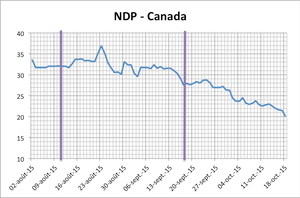 NDP - Canada
40
35
30
25
20
15
10
02-août-15
09-août-15
16-août-15
23-août-15
30-août-15
06-sept.-15
13-sept.-15
20-sept.-15
27-sept.-15
04-oct.-15
11-oct.-15
18-oct.-15